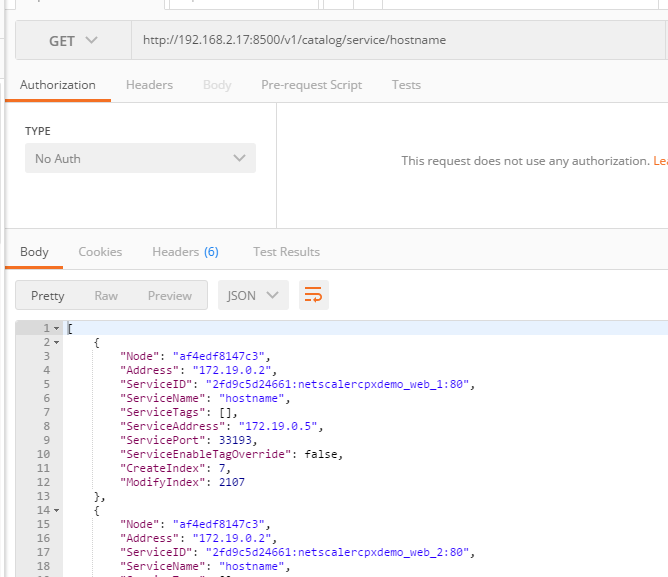 GET http://192.168.2.17:8500/v1/catalog/service/hostname
Authorization Headers Body Pre-request Script Tests
TYPE
No Auth
This request does not use any authorization. Lea
Body Cookies Headers (6) Test Results
Pretty Raw Preview JSON
1 [
2 {
3 "Node": "af4edf8147c3",
4 "Address": "172.19.0.2",
5 "ServiceID": "2fd9c5d24661:netscalercpxdemo_web_1:80",
6 "ServiceName": "hostname",
7 "ServiceTags": [],
8 "ServiceAddress": "172.19.0.5",
9 "ServicePort": 33193,
10 "ServiceEnableTagOverride": false,
11 "CreateIndex": 7,
12 "ModifyIndex": 2107
13 },
14 {
15 "Node": "af4edf8147c3",
16 "Address": "172.19.0.2",
17 "ServiceID": "2fd9c5d24661:netscalercpxdemo_web_2:80",
18 "ServiceName": "hostname",